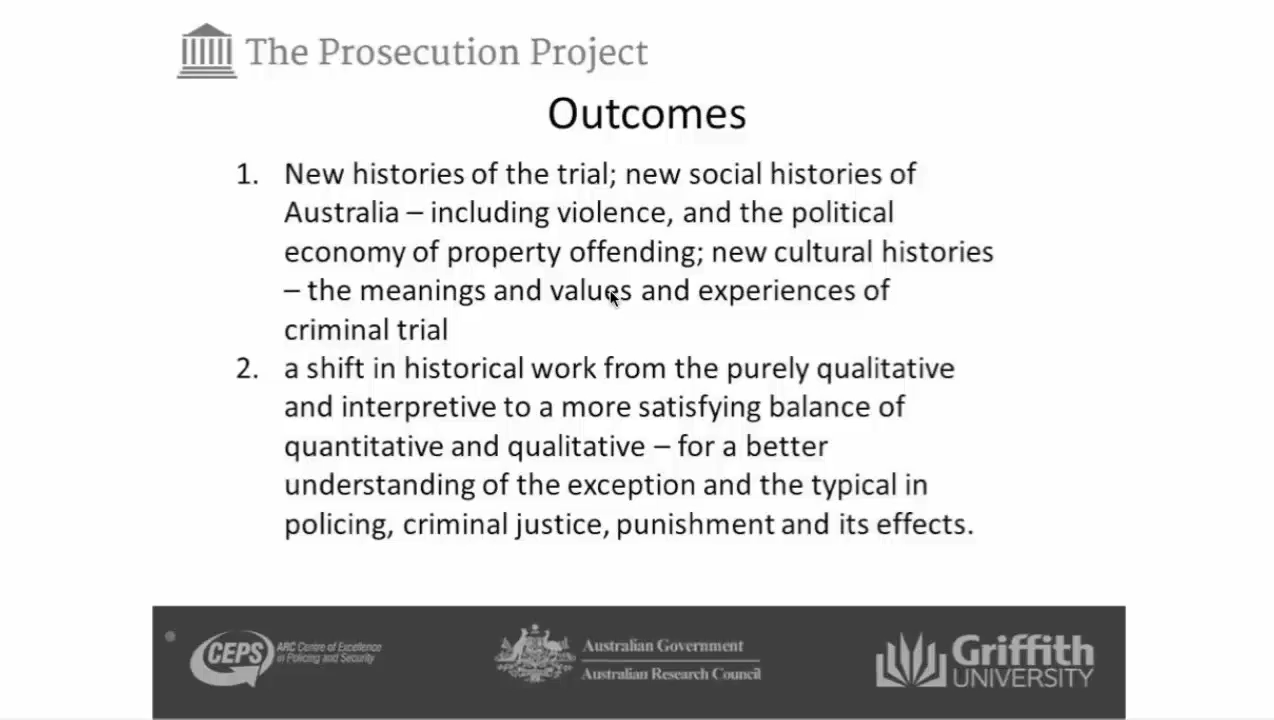 The Prosecution Project
Outcomes
1. New histories of the trial; new social histories of
Australia – including violence, and the political
economy of property offending; new cultural histories
– the meanings and values and experiences of
criminal trial
2. a shift in historical work from the purely qualitative
and interpretive to a more satisfying balance of
quantitative and qualitative – for a better
understanding of the exception and the typical in
policing, criminal justice, punishment and its effects.
CEPS
ARC Centre of Excellence
in Policing and Security
Australian Government
Australian Research Council
Griffith
UNIVERSITY